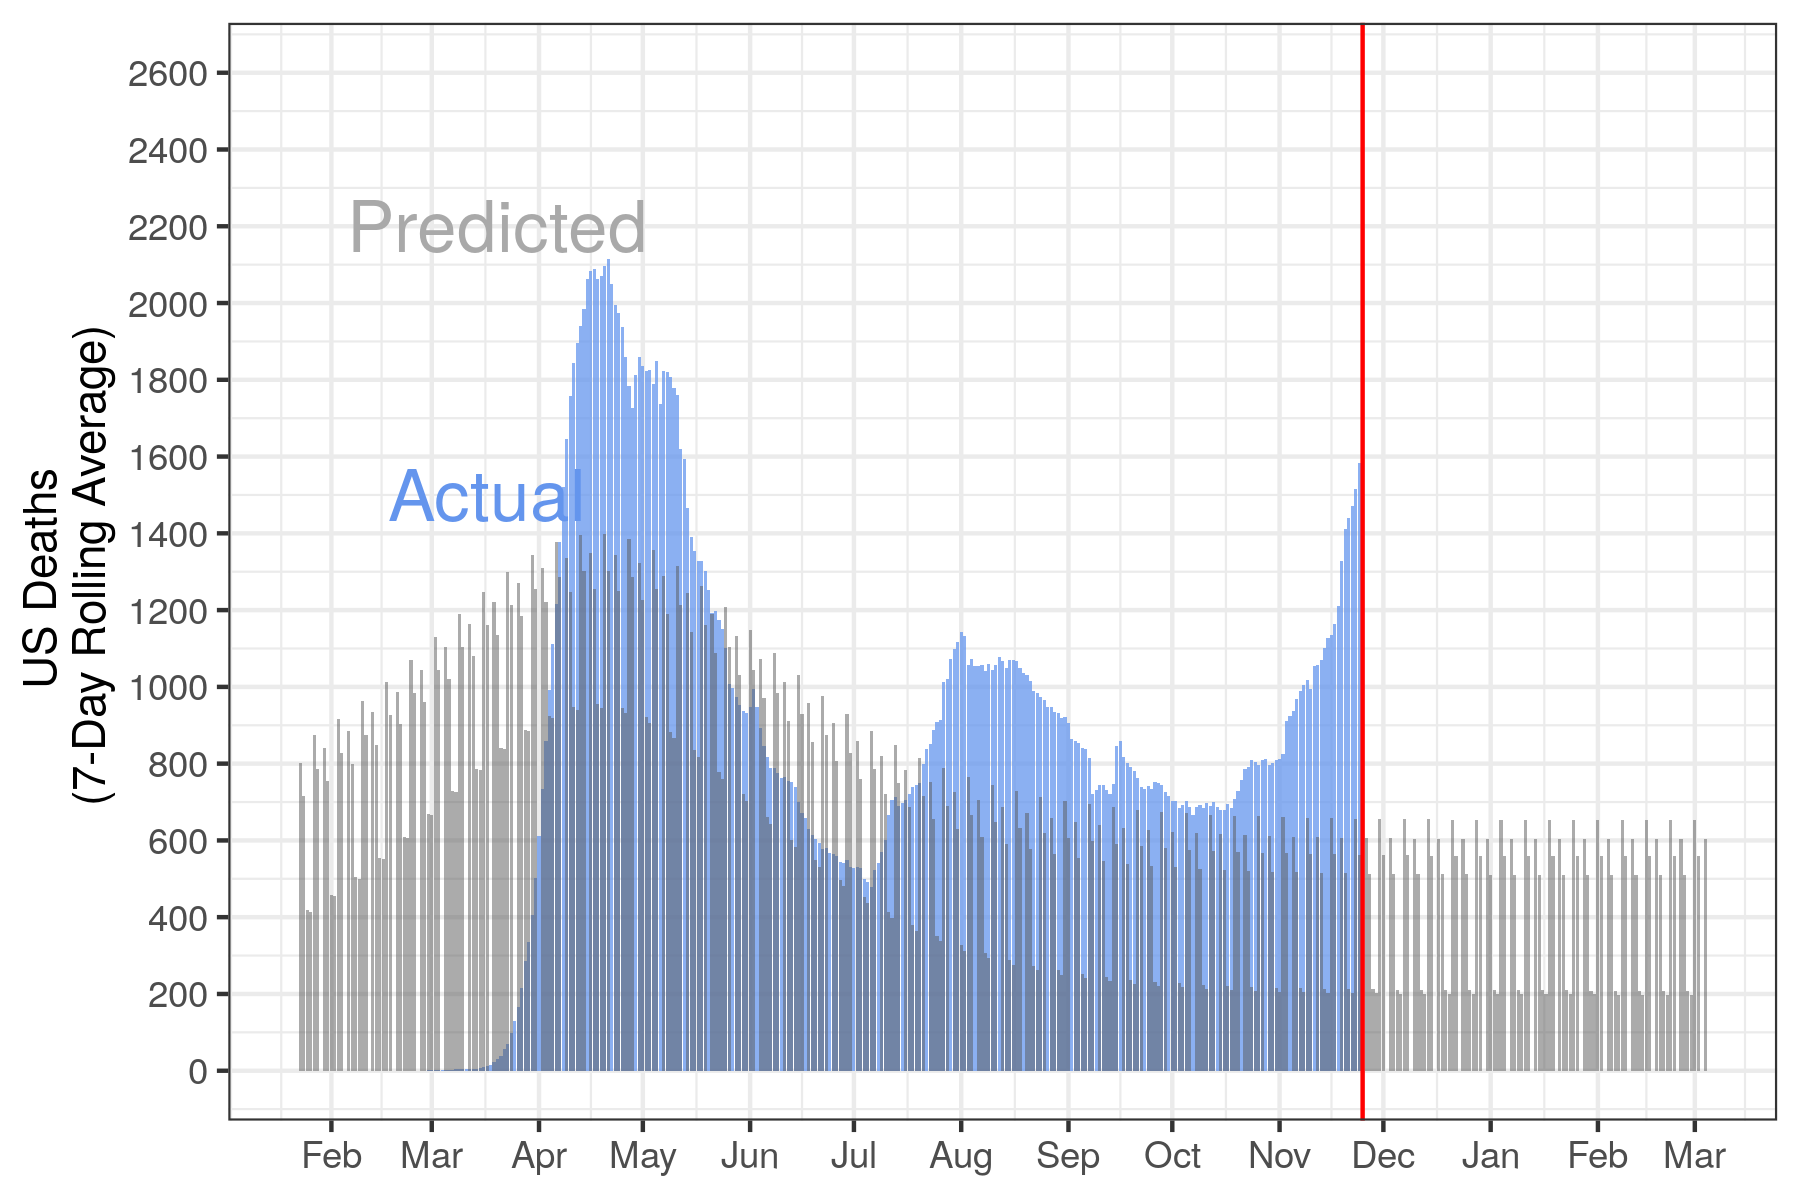 2600
2400
2200
2000
1800
1600
1400
1200
1000
800
600
400
200
0
US Deaths
(7-Day Rolling Average)
Predicted
Actual
Feb Mar Apr May Jun Jul Aug Sep Oct Nov Dec Jan Feb Mar